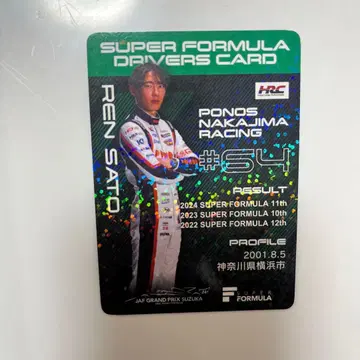 SUPER FORMULA
DRIVERS CARD
REN SATO
HRC
PONOS
NAKAJIMA
RACING
#64
RESULT
2024 SUPER FORMULA 11th
2023 SUPER FORMULA 10th
2022 SUPER FORMULA 12th
PROFILE
2001.8.5
神奈川県横浜市
JAF GRAND PRIX SUZUKA
SUPER
FORMULA